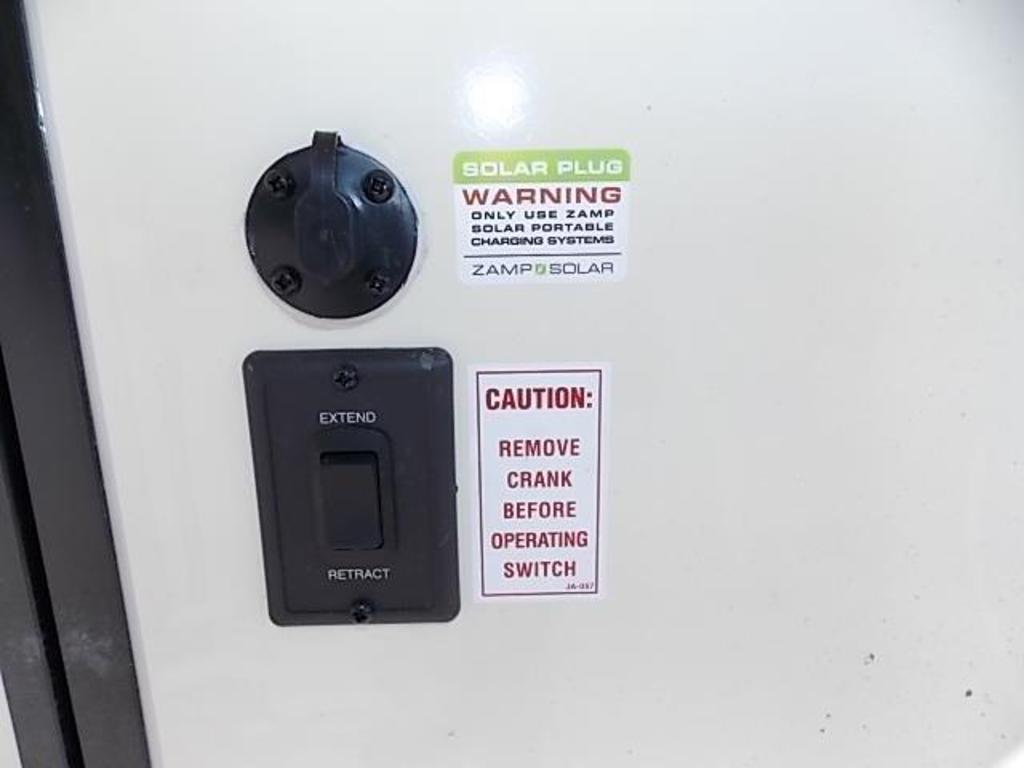 SOLAR PLUG
WARNING
ONLY USE ZAMP
SOLAR PORTABLE
CHARGING SYSTEMS
ZAMP SOLAR
EXTEND
RETRACT
CAUTION:
REMOVE
CRANK
BEFORE
OPERATING
SWITCH